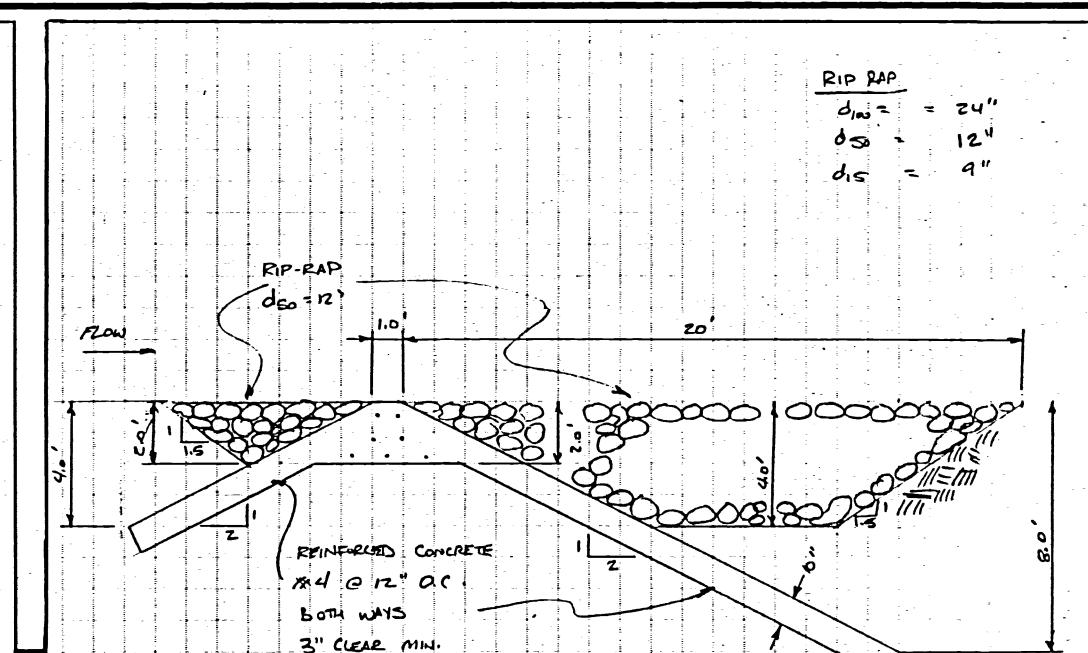 RIP RAP
d100 = = 24"
d50 = 12"
d15 = 9"
RIP-RAP
d50 = 12"
FLOW
1.0'
20'
4.0'
2.0'
1
1.5
2.0'
4.0'
1
1.5
8.0'
1
2
1
2
10"
REINFORCED CONCRETE
#4 @ 12" O.C.
BOTH WAYS
3" CLEAR MIN.